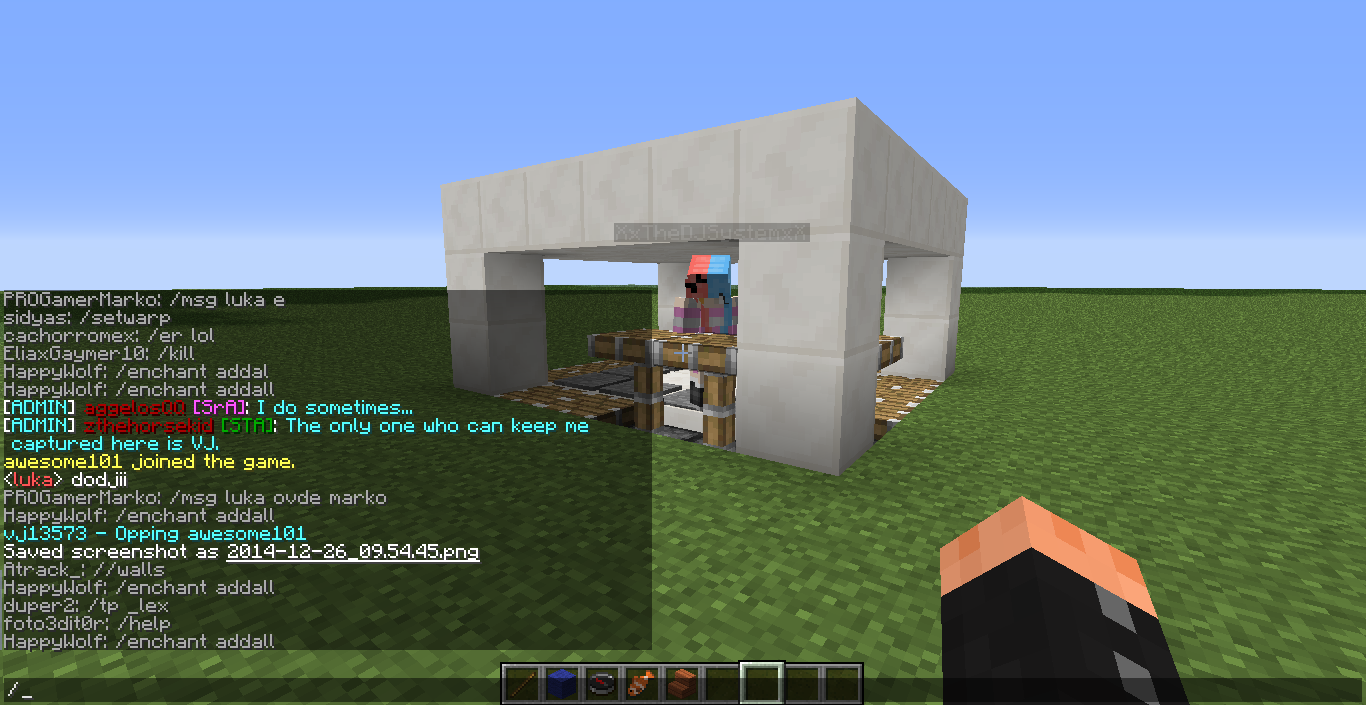 XxTheDJSystemxX
PROGamerMarko: /msg luka e
sidyas: /setwarp
cachorromex: /er lol
EliaxGaymer10: /kill
HappyWolf: /enchant addal
HappyWolf: /enchant addall
[ADMIN] aggelos00 [SrA]: I do sometimes...
[ADMIN] zthehorsekid [STA]: The only one who can keep me
captured here is VJ.
awesome101 joined the game.
<luka> dodjii
PROGamerMarko: /msg luka ovde marko
HappyWolf: /enchant addall
vj13573 - Opping awesome101
Saved screenshot as 2014-12-26_09.54.45.png
Atrack_: //walls
HappyWolf: /enchant addall
duper2: /tp _lex
foto3dit0r: /help
HappyWolf: /enchant addall
/_